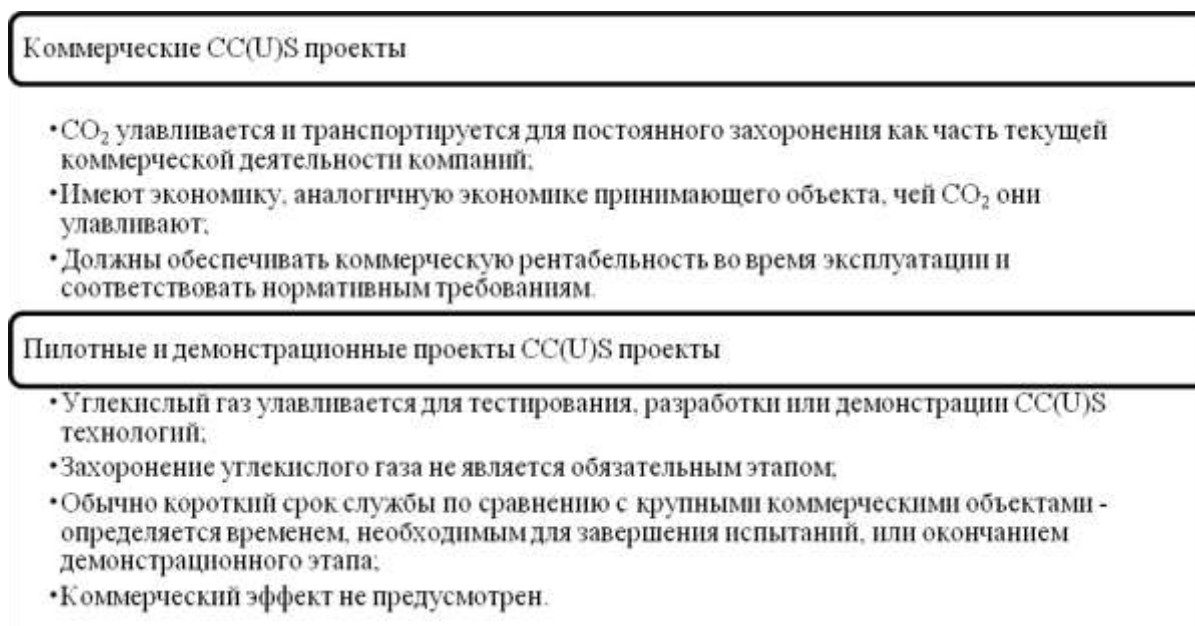 Коммерческие CC(U)S проекты
•CO₂ улавливается и транспортируется для постоянного захоронения как часть текущей
коммерческой деятельности компаний;
•Имеют экономику, аналогичную экономике принимающего объекта, чей CO₂ они
улавливают;
•Должны обеспечивать коммерческую рентабельность во время эксплуатации и
соответствовать нормативным требованиям.
Пилотные и демонстрационные проекты CC(U)S проекты
•Углекислый газ улавливается для тестирования, разработки или демонстрации CC(U)S
технологий;
•Захоронение углекислого газа не является обязательным этапом;
•Обычно короткий срок службы по сравнению с крупными коммерческими объектами -
определяется временем, необходимым для завершения испытаний, или окончанием
демонстрационного этапа;
•Коммерческий эффект не предусмотрен.